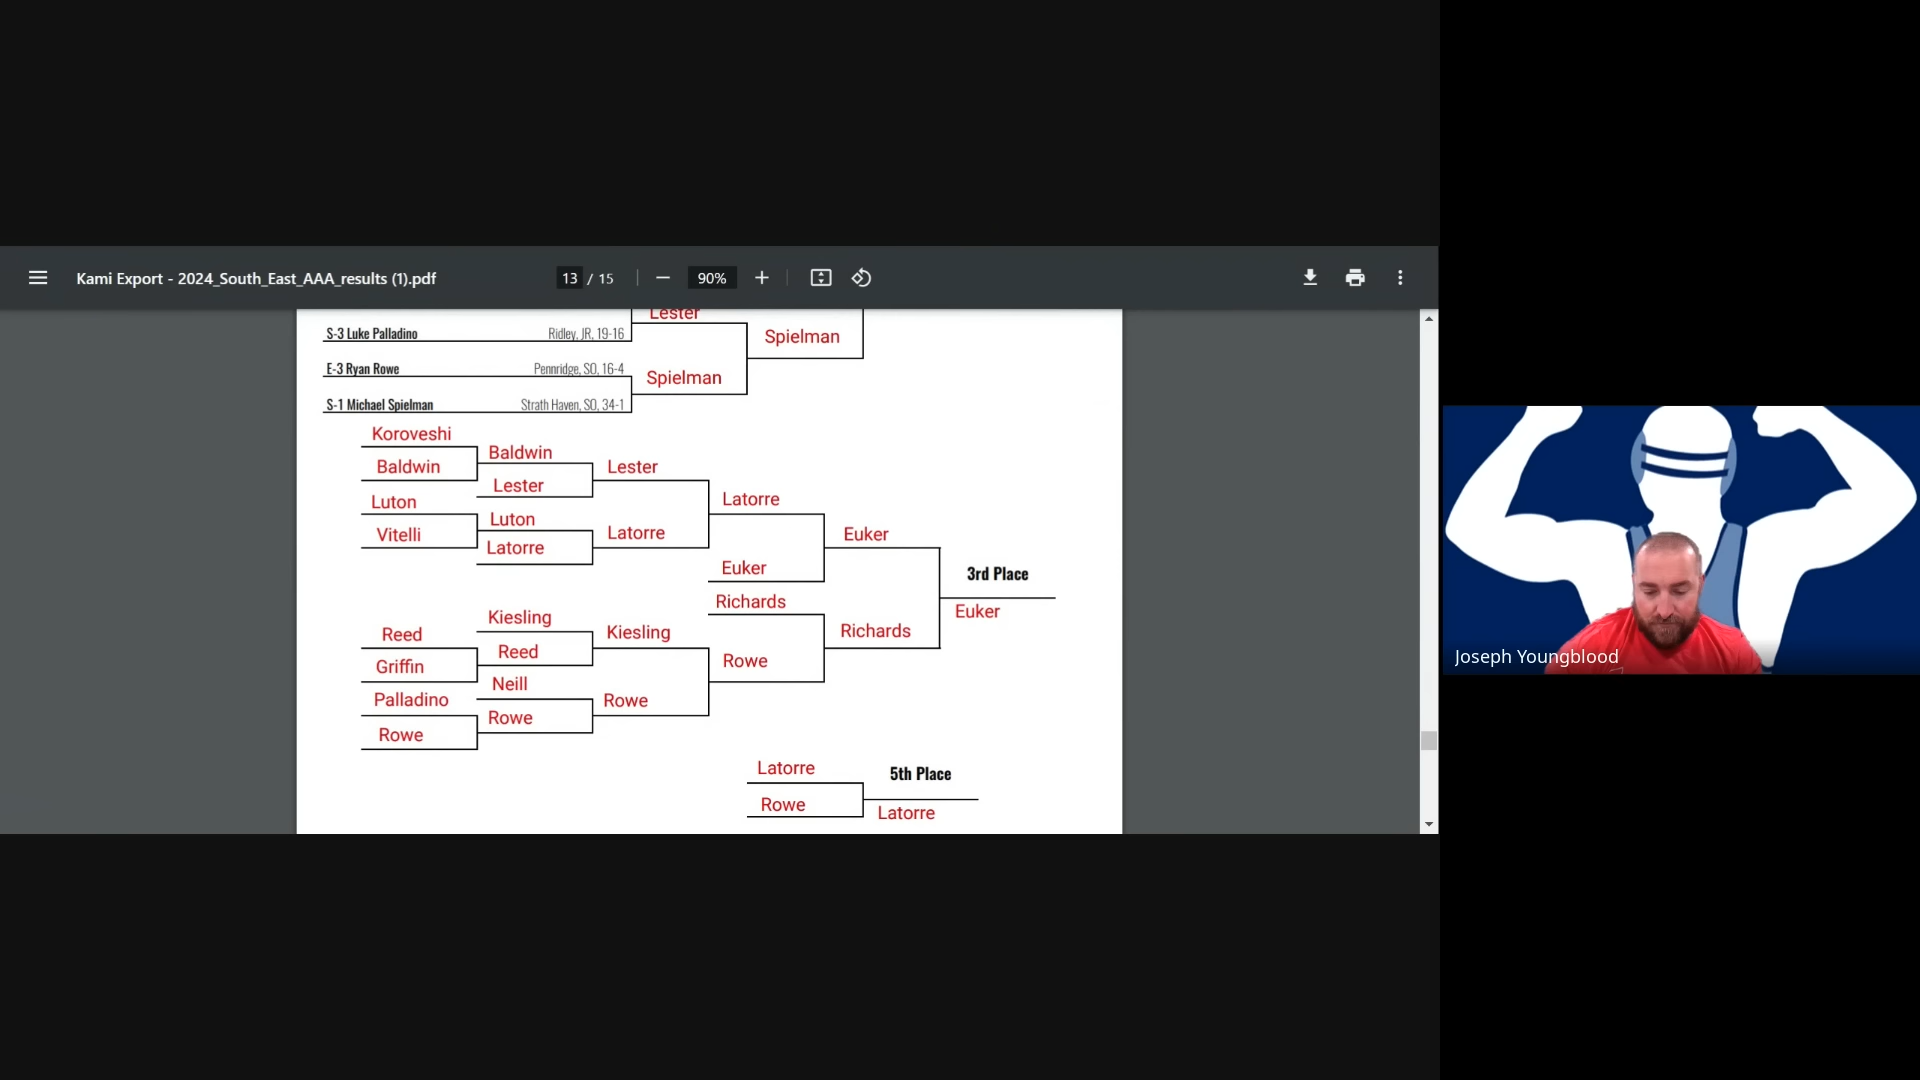 Kami Export - 2024_South_East_AAA_results (1).pdf
13 / 15
90%
Lester
S-3 Luke Palladino Ridley, JR, 19-16
Spielman
E-3 Ryan Rowe Pennridge, SO, 16-4
Spielman
S-1 Michael Spielman Strath Haven, SO, 34-1
Koroveshi
Baldwin
Baldwin
Lester
Lester
Luton
Latorre
Luton
Vitelli
Latorre
Euker
Latorre
Euker
3rd Place
Richards
Euker
Kiesling
Reed
Kiesling
Richards
Reed
Griffin
Rowe
Neill
Palladino
Rowe
Rowe
Rowe
Latorre
5th Place
Rowe
Latorre
Joseph Youngblood